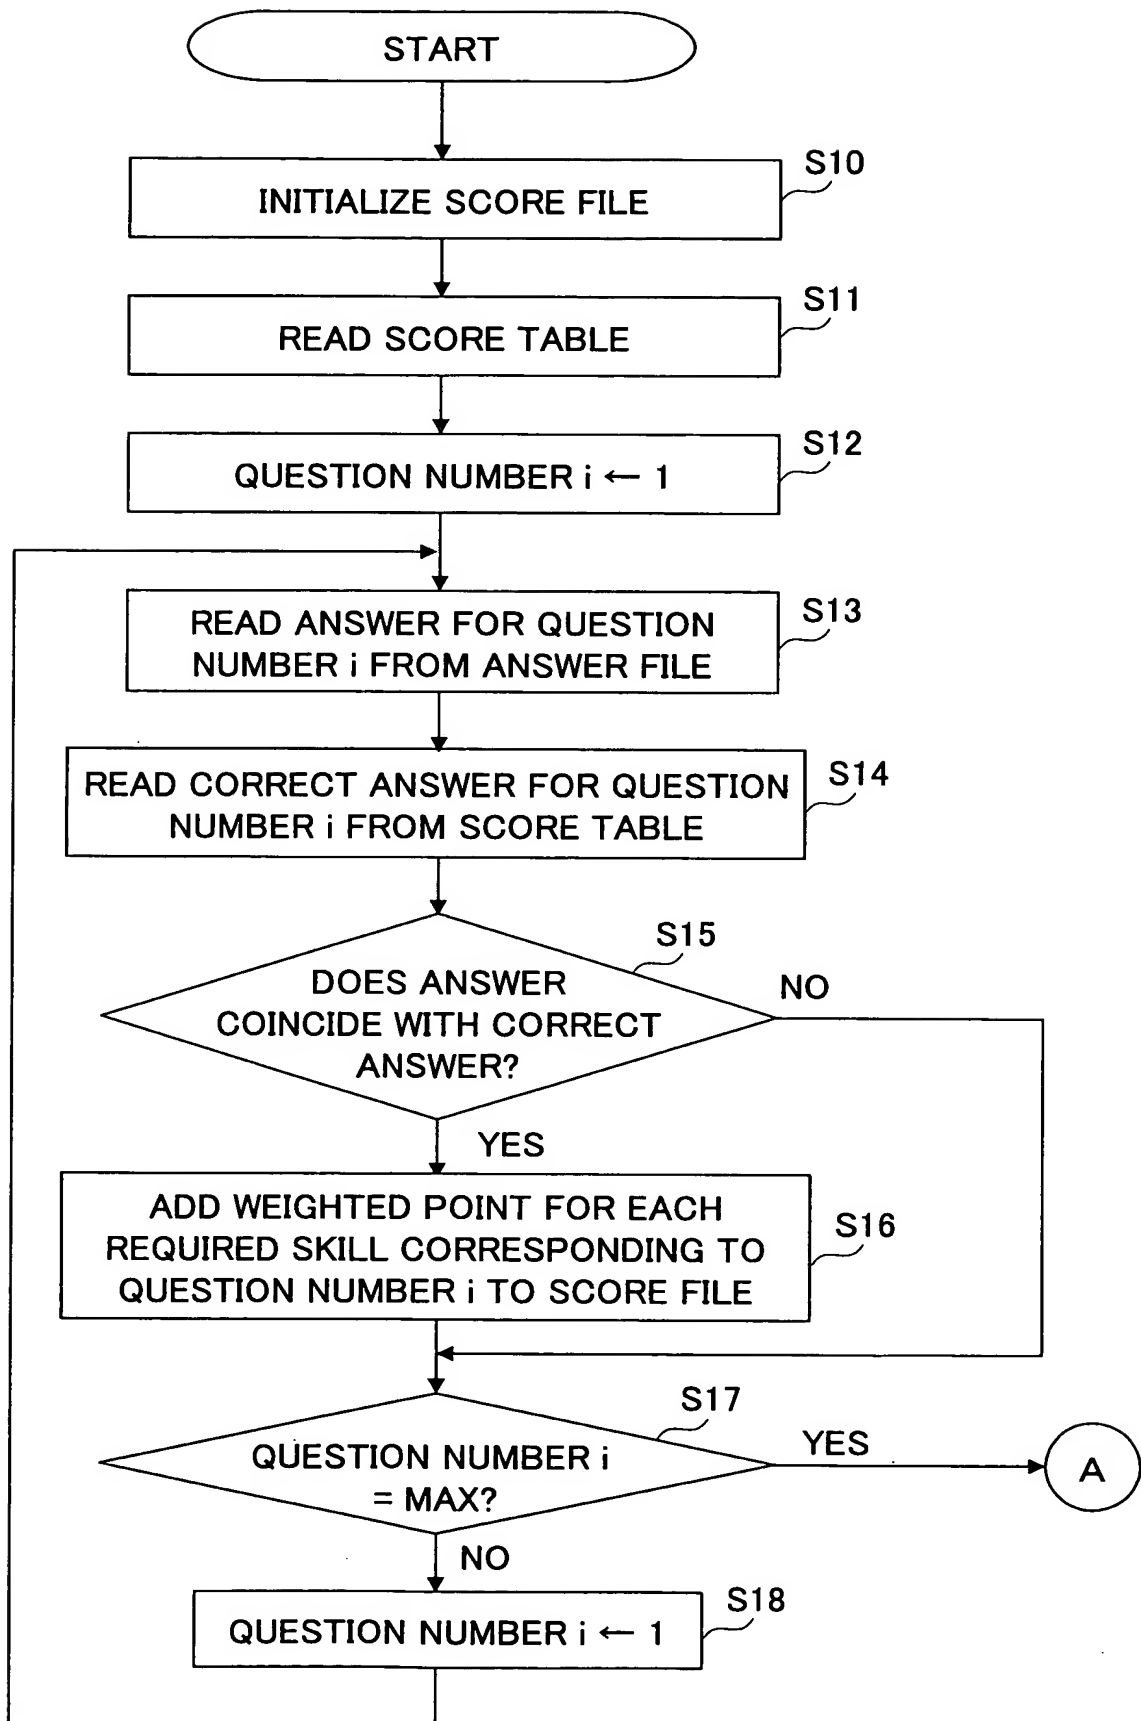 START
S10
INITIALIZE SCORE FILE
S11
READ SCORE TABLE
S12
QUESTION NUMBER i ← 1
S13
READ ANSWER FOR QUESTION
NUMBER i FROM ANSWER FILE
S14
READ CORRECT ANSWER FOR QUESTION
NUMBER i FROM SCORE TABLE
S15
DOES ANSWER
COINCIDE WITH CORRECT
ANSWER?
NO
YES
ADD WEIGHTED POINT FOR EACH
REQUIRED SKILL CORRESPONDING TO
QUESTION NUMBER i TO SCORE FILE
S16
S17
QUESTION NUMBER i
= MAX?
YES
A
NO
S18
QUESTION NUMBER i ← 1